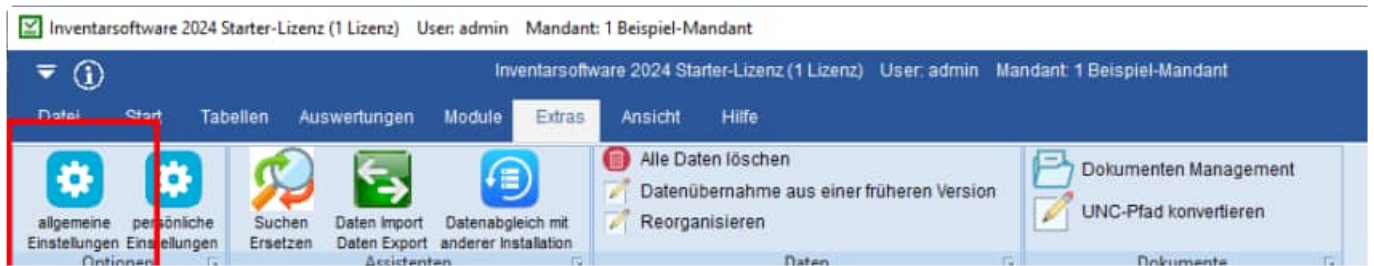 Inventarsoftware 2024 Starter-Lizenz (1 Lizenz) User: admin Mandant: 1 Beispiel-Mandant
Inventarsoftware 2024 Starter-Lizenz (1 Lizenz) User: admin Mandant: 1 Beispiel-Mandant
Datei Start Tabellen Auswertungen Module Extras Ansicht Hilfe
allgemeine Einstellungen
persönliche Einstellungen
Optionen
Suchen Ersetzen
Daten Import Daten Export
Datenabgleich mit anderer Installation
Assistenten
Alle Daten löschen
Datenübernahme aus einer früheren Version
Reorganisieren
Daten
Dokumenten Management
UNC-Pfad konvertieren
Dokumente